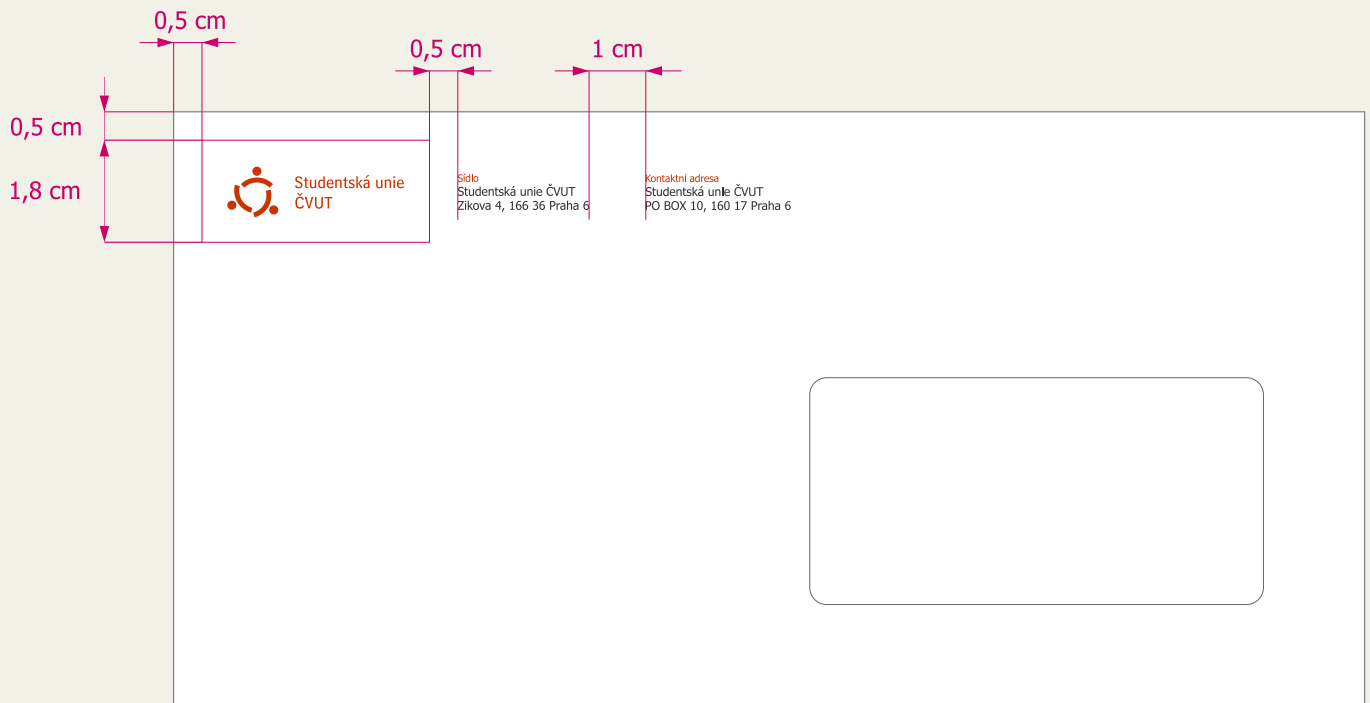 0,5 cm
0,5 cm
1 cm
0,5 cm
1,8 cm
Studentská unie
ČVUT
Sídlo
Studentská unie ČVUT
Zikova 4, 166 36 Praha 6
Kontaktní adresa
Studentská unie ČVUT
PO BOX 10, 160 17 Praha 6